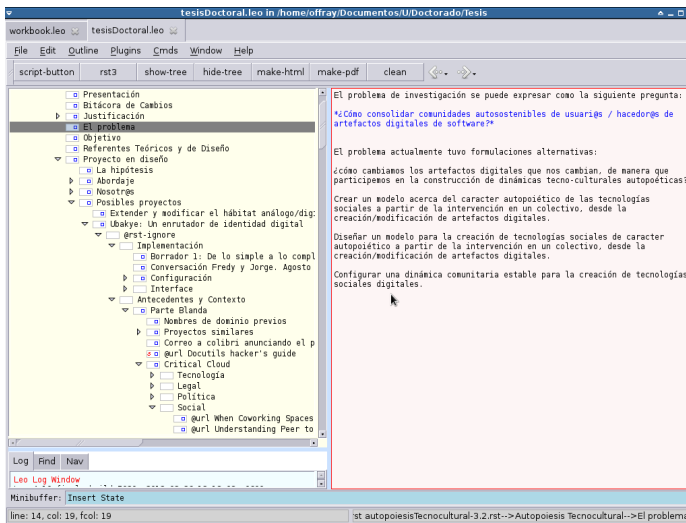 tesisDoctoral.leo in /home/offray/Documentos/U/Doctorado/Tesis
workbook.leo
tesisDoctoral.leo
File Edit Outline Plugins Cmds Window Help
script-button rst3 show-tree hide-tree make-html make-pdf clean
Presentación
Bitácora de Cambios
Justificación
El problema
Objetivo
Referentes Teóricos y de Diseño
Proyecto en diseño
La hipótesis
Abordaje
Nosotr@s
Posibles proyectos
Extender y modificar el hábitat análogo/dig:
Ubakye: Un enrutador de identidad digital
@rst-ignore
Implementación
Borrador 1: De lo simple a lo compl
Conversación Fredy y Jorge. Agosto
Configuración
Interface
Antecedentes y Contexto
Parte Blanda
Nombres de dominio previos
Proyectos similares
Correo a colibri anunciando el p
@url Docutils hacker's guide
Critical Cloud
Tecnología
Legal
Política
Social
@url When Coworking Spaces
@url Understanding Peer to
El problema de investigación se puede expresar como la siguiente pregunta:
*¿Cómo consolidar comunidades autosostenibles de usuari@s / hacedor@s de
artefactos digitales de software?*
El problema actualmente tuvo formulaciones alternativas:
¿cómo cambiamos los artefactos digitales que nos cambian, de manera que
participemos en la construcción de dinámicas tecno-culturales autopoéticas?
Crear un modelo acerca del caracter autopoiético de las tecnologías
sociales a partir de la intervención en un colectivo, desde la
creación/modificación de artefactos digitales.
Diseñar un modelo para la creación de tecnologías sociales de caracter
autopoiético a partir de la intervención en un colectivo, desde la
creación/modificación de artefactos digitales.
Configurar una dinámica comunitaria estable para la creación de tecnologías
sociales digitales.
Log Find Nav
Leo Log Window
Minibuffer: Insert State
line: 14, col: 19, fcol: 19
rst autopoiesisTecnocultural-3.2.rst-->Autopoiesis Tecnocultural-->El problema